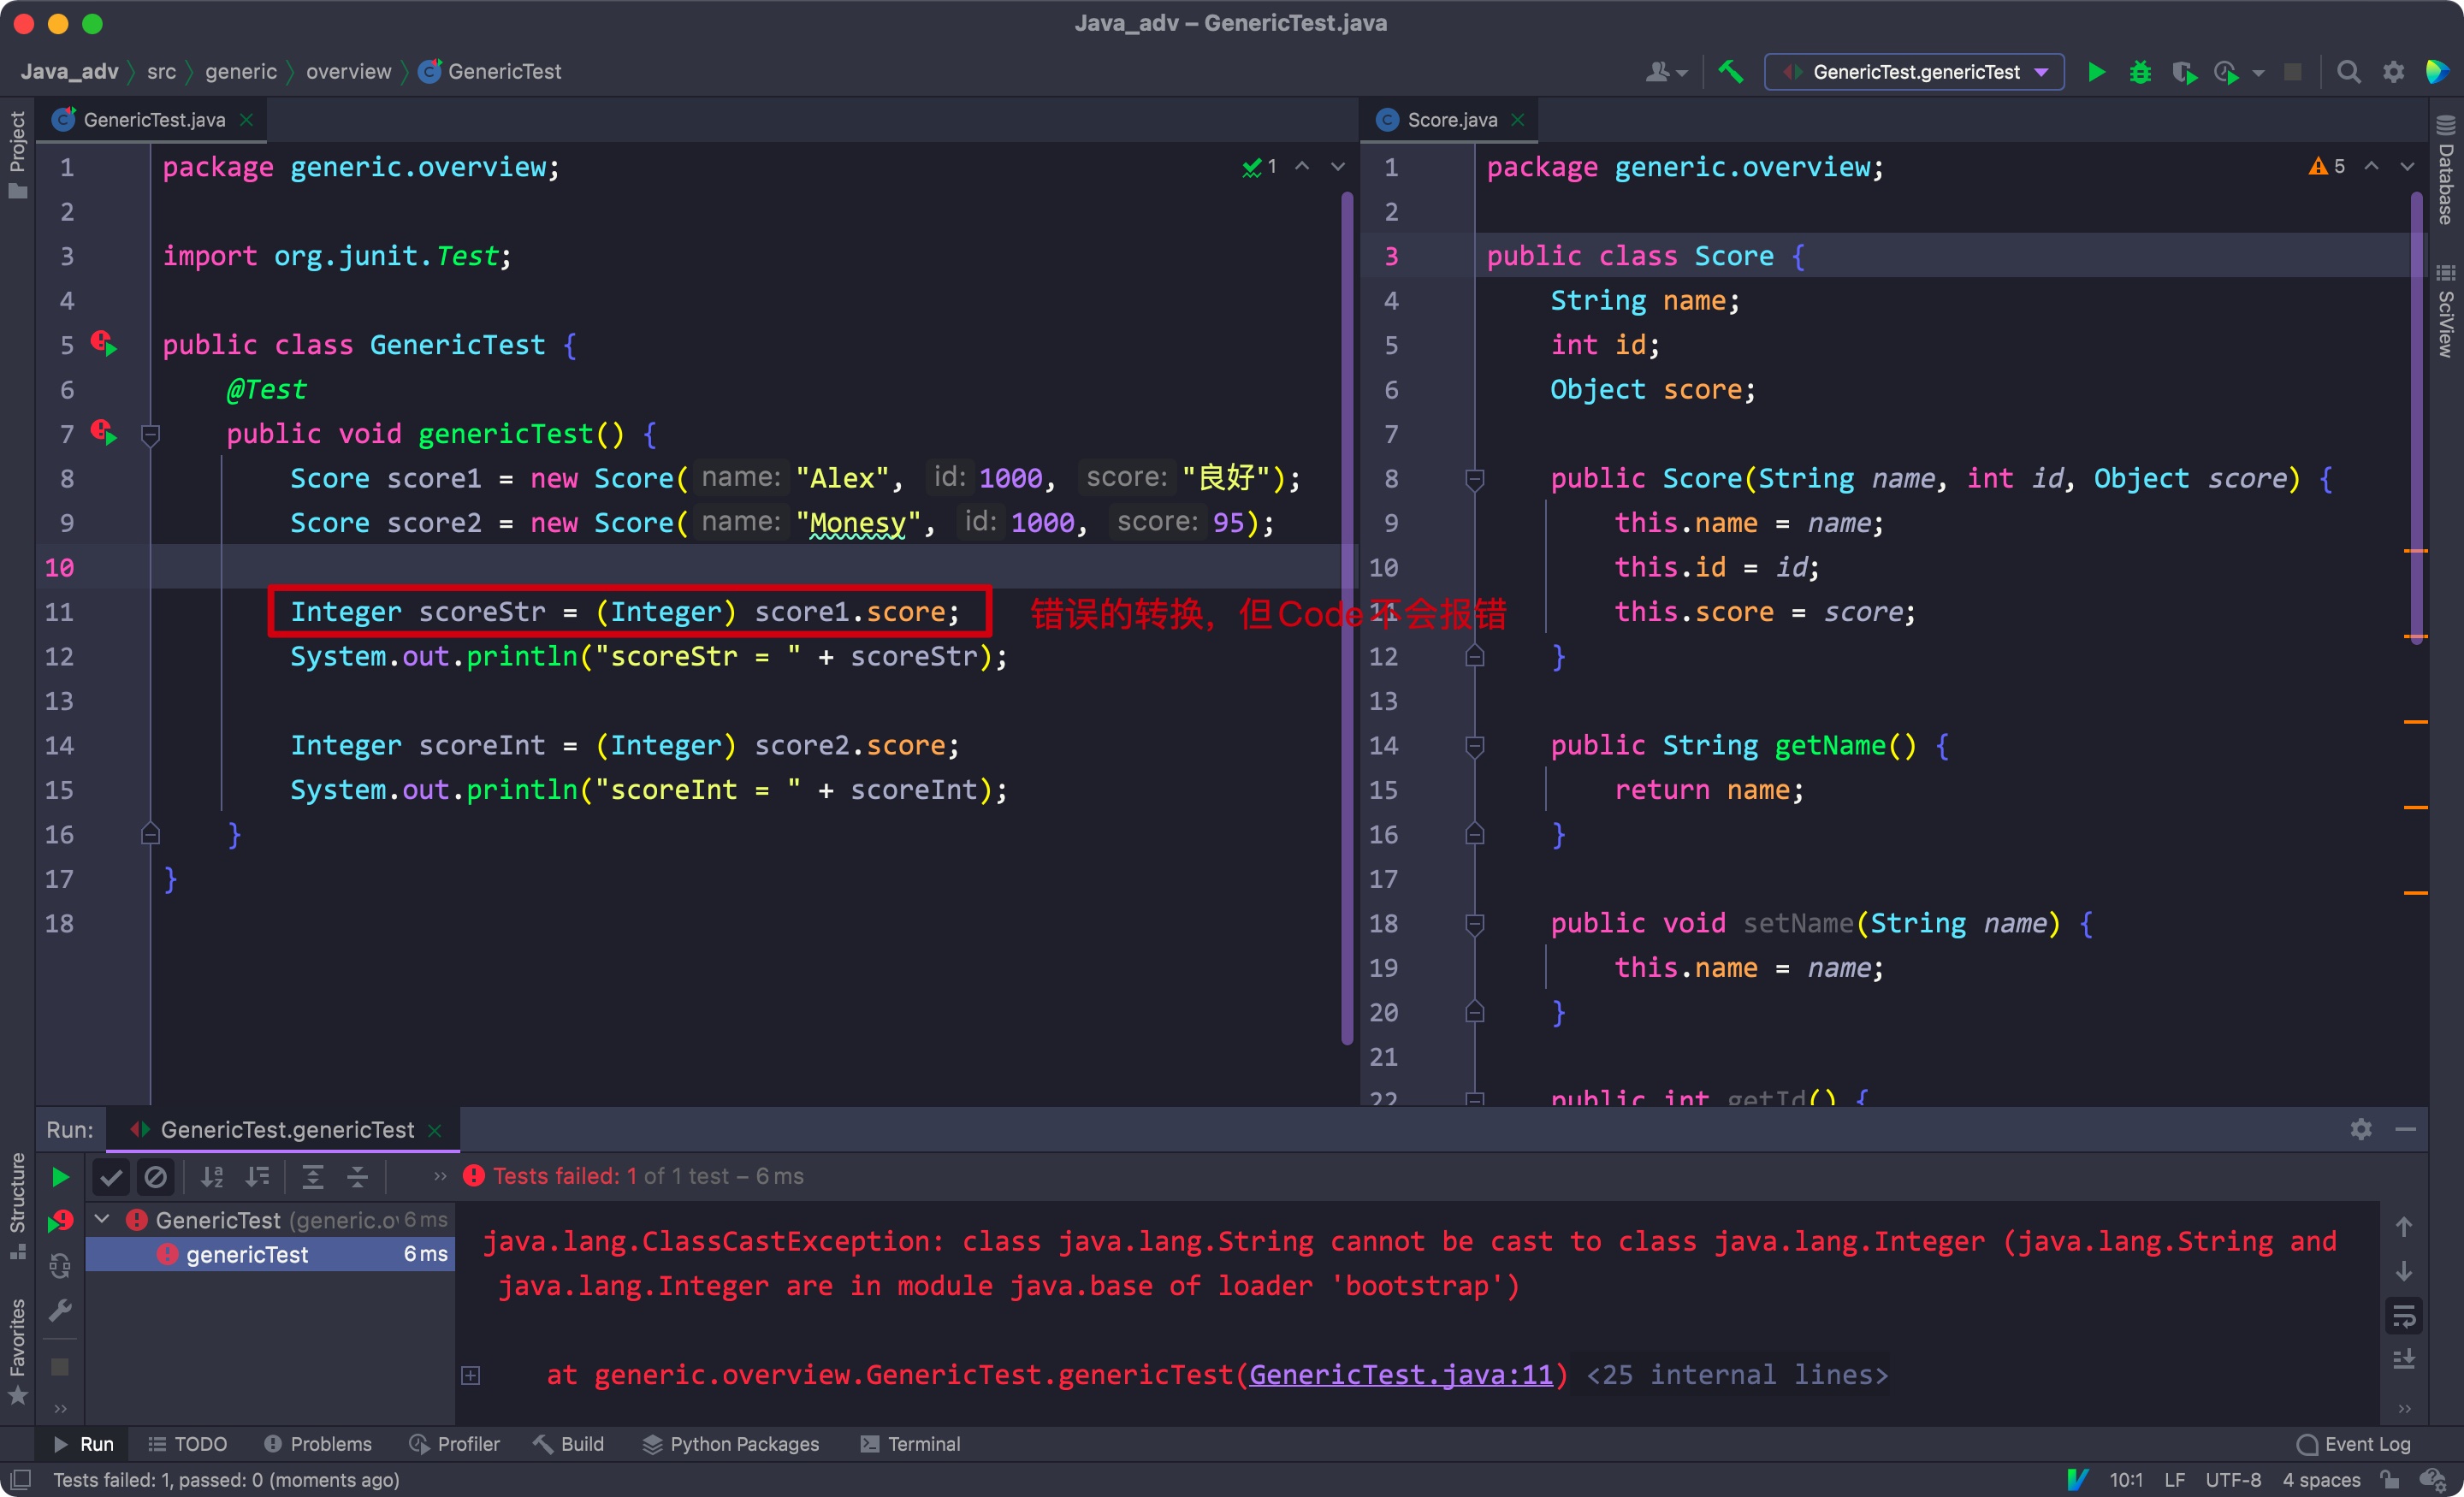 Java_adv – GenericTest.java
Java_adv src generic overview GenericTest
GenericTest.genericTest
Project
GenericTest.java
1 package generic.overview;
1
2
3 import org.junit.Test;
4
5 public class GenericTest {
6 @Test
7 public void genericTest() {
8 Score score1 = new Score( name: "Alex", id: 1000, score: "良好");
9 Score score2 = new Score( name: "Monesy", id: 1000, score: 95);
10
11 Integer scoreStr = (Integer) score1.score;
错误的转换，但Code不会报错
12 System.out.println("scoreStr = " + scoreStr);
13
14 Integer scoreInt = (Integer) score2.score;
15 System.out.println("scoreInt = " + scoreInt);
16 }
17 }
18
Score.java
1 package generic.overview;
5
2
3 public class Score {
4 String name;
5 int id;
6 Object score;
7
8 public Score(String name, int id, Object score) {
9 this.name = name;
10 this.id = id;
11 this.score = score;
12 }
13
14 public String getName() {
15 return name;
16 }
17
18 public void setName(String name) {
19 this.name = name;
20 }
21
22 public int getId() {
Database
SciView
Structure
Favorites
Run: GenericTest.genericTest
Tests failed: 1 of 1 test – 6 ms
GenericTest (generic.o 6 ms
genericTest 6 ms
java.lang.ClassCastException: class java.lang.String cannot be cast to class java.lang.Integer (java.lang.String and
java.lang.Integer are in module java.base of loader 'bootstrap')
at generic.overview.GenericTest.genericTest(GenericTest.java:11) <25 internal lines>
Run TODO Problems Profiler Build Python Packages Terminal Event Log
Tests failed: 1, passed: 0 (moments ago) 10:1 LF UTF-8 4 spaces